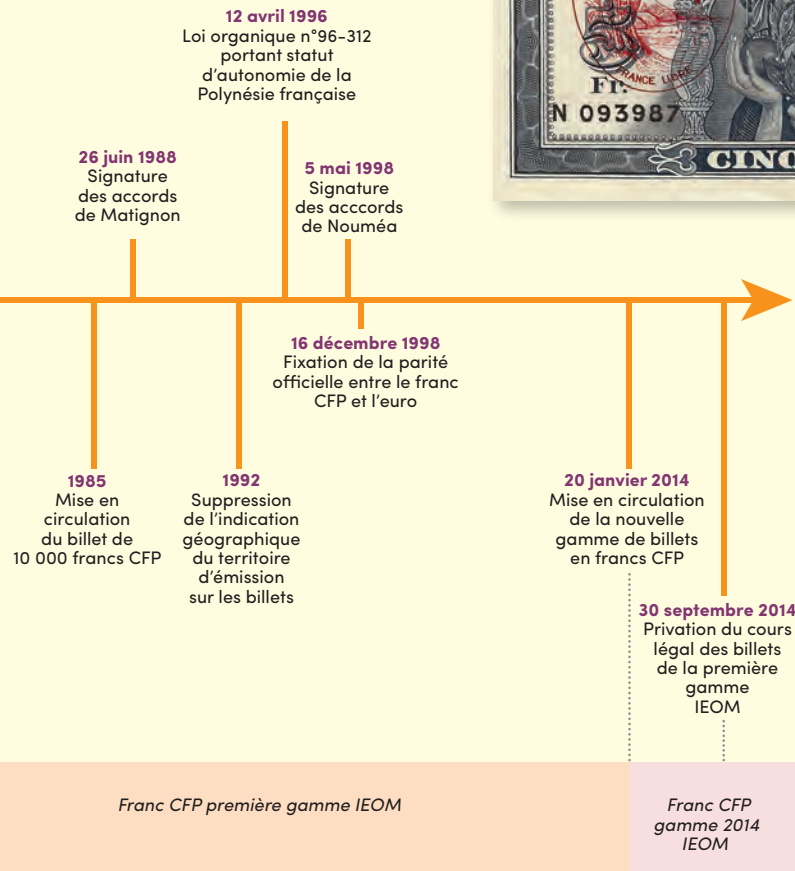 12 avril 1996
Loi organique n°96-312
portant statut
d'autonomie de la
Polynésie française
FRANCE LIBRE
Fr.
N 093987
CINQ
26 juin 1988
Signature
des accords
de Matignon
5 mai 1998
Signature
des acccords
de Nouméa
16 décembre 1998
Fixation de la parité
officielle entre le franc
CFP et l'euro
1985
Mise en
circulation
du billet de
10 000 francs CFP
1992
Suppression
de l'indication
géographique
du territoire
d'émission
sur les billets
20 janvier 2014
Mise en circulation
de la nouvelle
gamme de billets
en francs CFP
30 septembre 2014
Privation du cours
légal des billets
de la première
gamme
IEOM
Franc CFP première gamme IEOM
Franc CFP
gamme 2014
IEOM